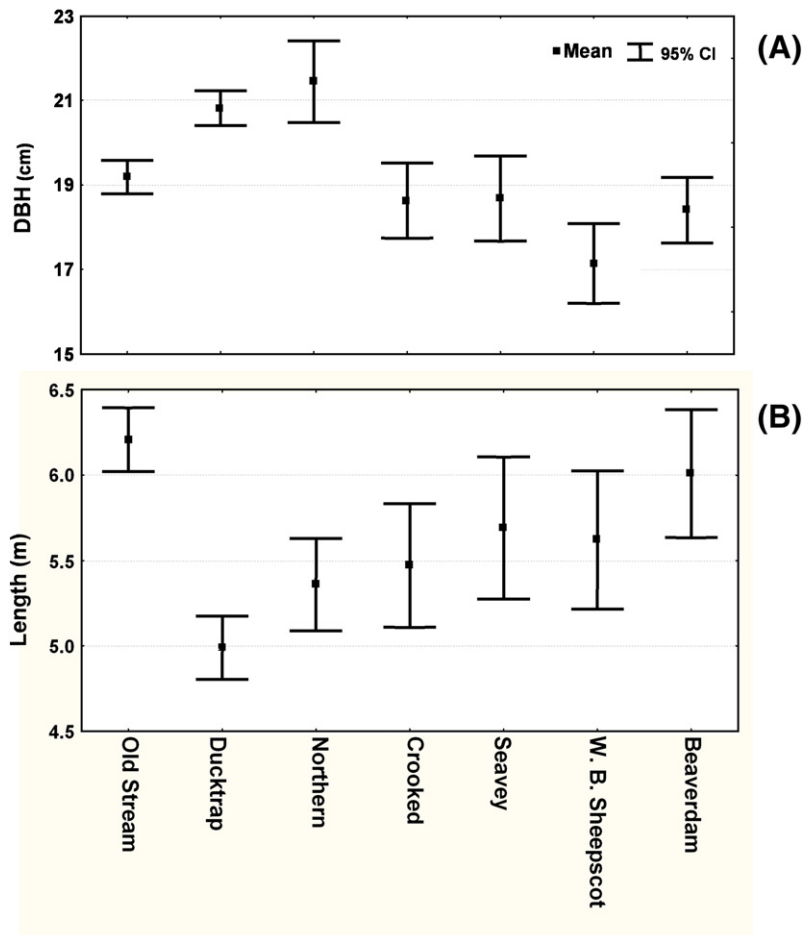 23
21
19
17
15
DBH (cm)
Mean 95% CI
(A)
6.5
6.0
5.5
5.0
4.5
Length (m)
(B)
Old Stream
Ducktrap
Northern
Crooked
Seavey
W. B. Sheepscot
Beaverdam